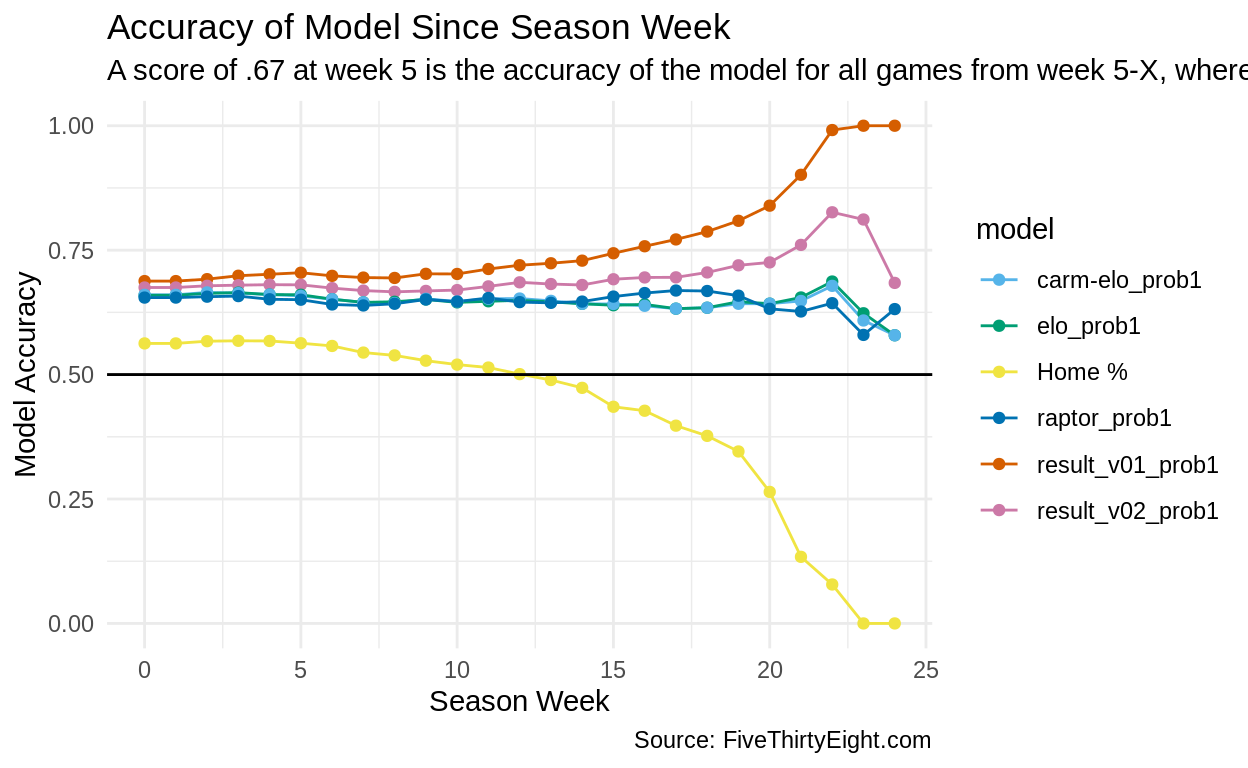 Accuracy of Model Since Season Week
A score of .67 at week 5 is the accuracy of the model for all games from week 5-X, where
1.00
0.75
0.50
0.25
0.00
Model Accuracy
0 5 10 15 20 25
Season Week
model
carm-elo_prob1
elo_prob1
Home %
raptor_prob1
result_v01_prob1
result_v02_prob1
Source: FiveThirtyEight.com